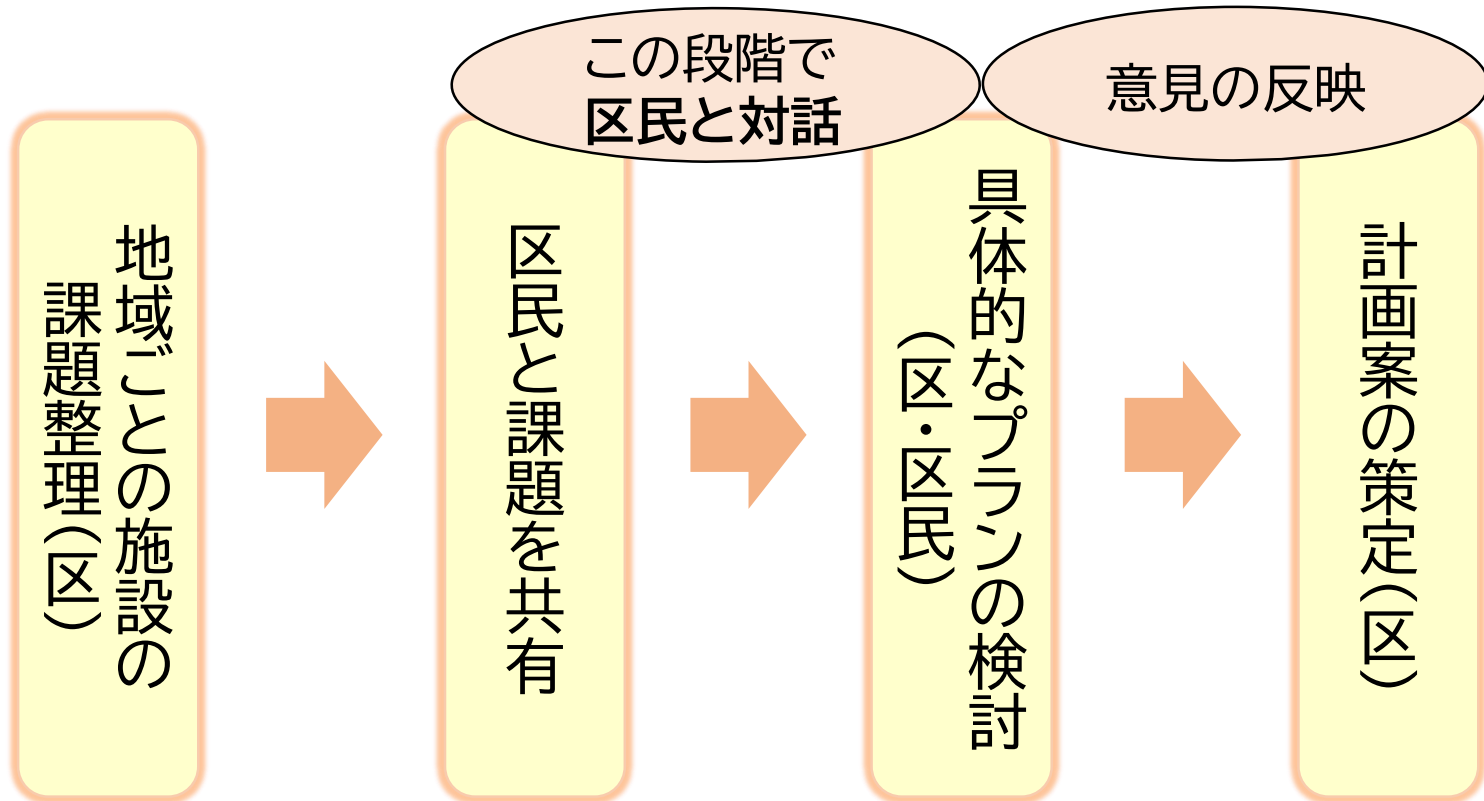 この段階で
区民と対話
意見の反映
地域ごとの施設の
課題整理(区)
区民と課題を共有
具体的なプランの検討
(区・区民)
計画案の策定(区)